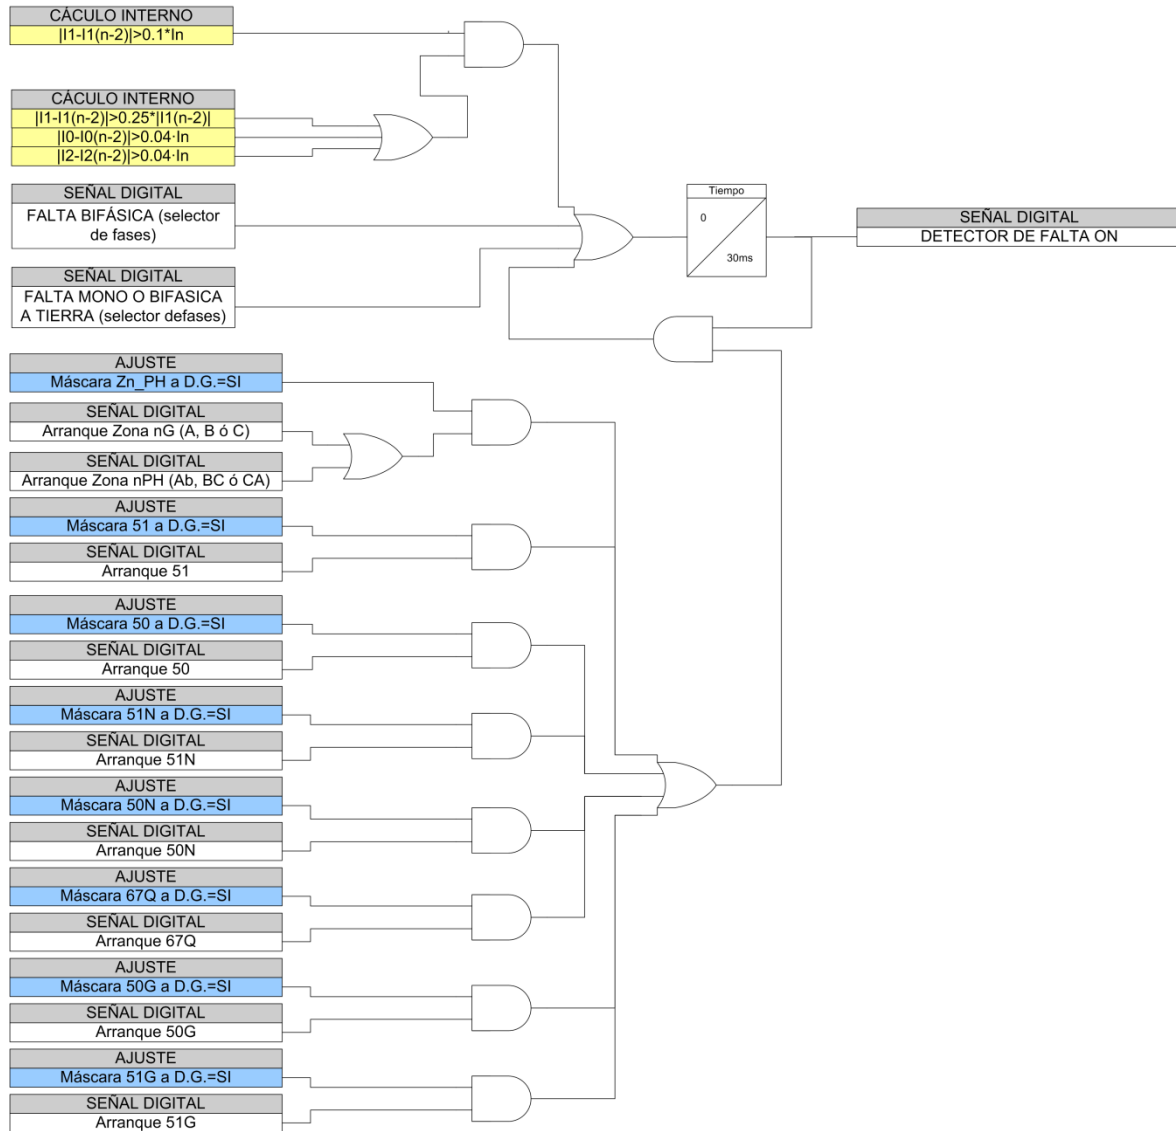 CÁCULO INTERNO
|I1-I1(n-2)|>0.1*In
CÁCULO INTERNO
|I1-I1(n-2)|>0.25*|I1(n-2)|
|I0-I0(n-2)|>0.04·In
|I2-I2(n-2)|>0.04·In
SEÑAL DIGITAL
FALTA BIFÁSICA (selector
de fases)
SEÑAL DIGITAL
FALTA MONO O BIFASICA
A TIERRA (selector defases)
Tiempo
0
30ms
SEÑAL DIGITAL
DETECTOR DE FALTA ON
AJUSTE
Máscara Zn_PH a D.G.=SI
SEÑAL DIGITAL
Arranque Zona nG (A, B ó C)
SEÑAL DIGITAL
Arranque Zona nPH (Ab, BC ó CA)
AJUSTE
Máscara 51 a D.G.=SI
SEÑAL DIGITAL
Arranque 51
AJUSTE
Máscara 50 a D.G.=SI
SEÑAL DIGITAL
Arranque 50
AJUSTE
Máscara 51N a D.G.=SI
SEÑAL DIGITAL
Arranque 51N
AJUSTE
Máscara 50N a D.G.=SI
SEÑAL DIGITAL
Arranque 50N
AJUSTE
Máscara 67Q a D.G.=SI
SEÑAL DIGITAL
Arranque 67Q
AJUSTE
Máscara 50G a D.G.=SI
SEÑAL DIGITAL
Arranque 50G
AJUSTE
Máscara 51G a D.G.=SI
SEÑAL DIGITAL
Arranque 51G